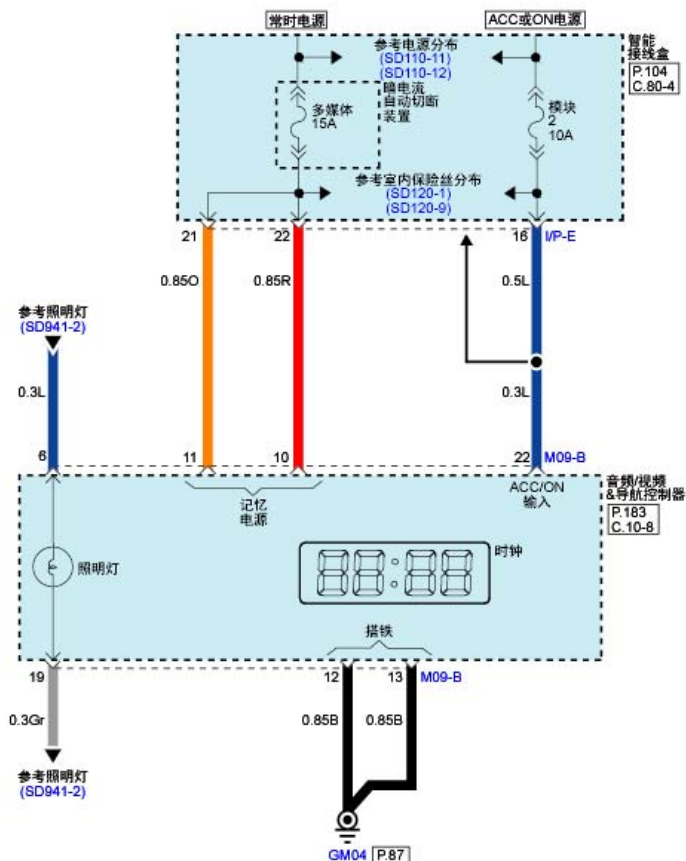 常时电源
ACC或ON电源
智能
接线盒
P.104
C.80-4
参考电源分布
(SD110-11)
(SD110-12)
暗电流
自动切断
装置
多媒体
15A
模块
2
10A
参考室内保险丝分布
(SD120-1)
(SD120-9)
21
22
16
I/P-E
0.85O
0.85R
0.5L
参考照明灯
(SD941-2)
0.3L
0.3L
6
11
10
22
M09-B
记忆
电源
ACC/ON
输入
音频/视频
&导航控制器
P.183
C.10-8
照明灯
88:88
时钟
搭铁
19
12
13
M09-B
0.3Gr
0.85B
0.85B
参考照明灯
(SD941-2)
GM04
P.87